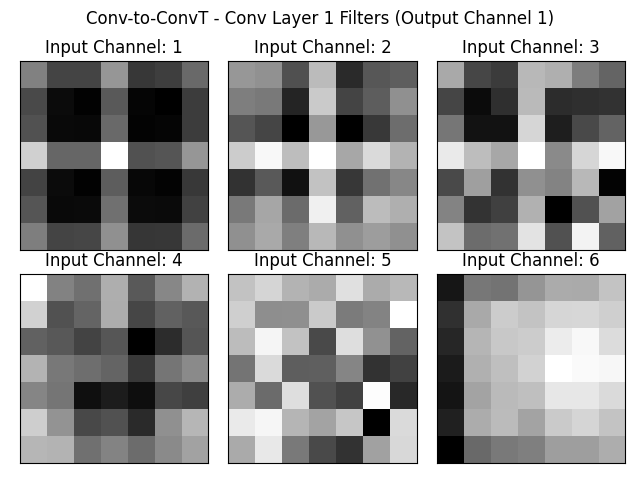 Conv-to-ConvT - Conv Layer 1 Filters (Output Channel 1)
Input Channel: 1
Input Channel: 2
Input Channel: 3
Input Channel: 4
Input Channel: 5
Input Channel: 6